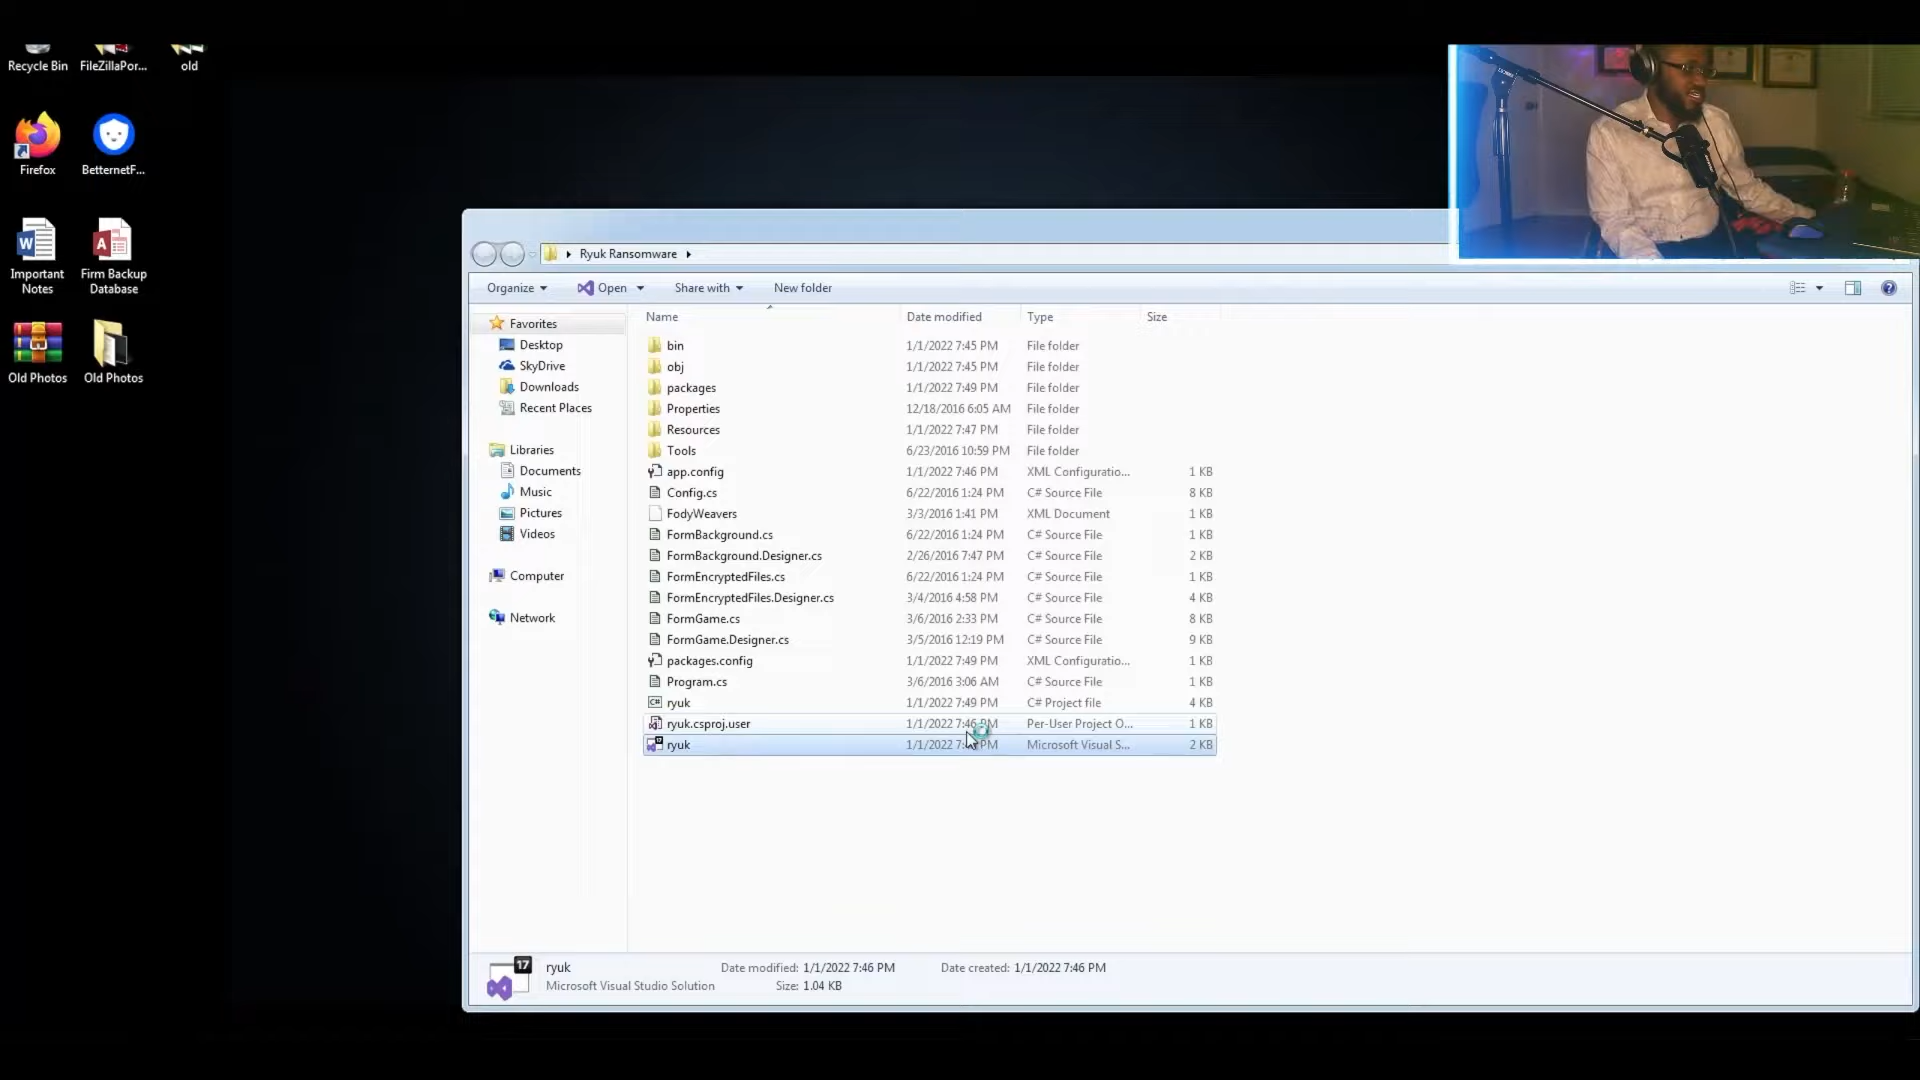 Recycle Bin
FileZillaPor...
old
Firefox
BetternetF...
Important
Notes
Firm Backup
Database
Old Photos
Old Photos
Ryuk Ransomware
Organize
Open
Share with
New folder
Favorites
Desktop
SkyDrive
Downloads
Recent Places
Libraries
Documents
Music
Pictures
Videos
Computer
Network
Name Date modified Type Size
bin 1/1/2022 7:45 PM File folder
obj 1/1/2022 7:45 PM File folder
packages 1/1/2022 7:49 PM File folder
Properties 12/18/2016 6:05 AM File folder
Resources 1/1/2022 7:47 PM File folder
Tools 6/23/2016 10:59 PM File folder
app.config 1/1/2022 7:46 PM XML Configuratio... 1 KB
Config.cs 6/22/2016 1:24 PM C# Source File 8 KB
FodyWeavers 3/3/2016 1:41 PM XML Document 1 KB
FormBackground.cs 6/22/2016 1:24 PM C# Source File 1 KB
FormBackground.Designer.cs 2/26/2016 7:47 PM C# Source File 2 KB
FormEncryptedFiles.cs 6/22/2016 1:24 PM C# Source File 1 KB
FormEncryptedFiles.Designer.cs 3/4/2016 4:58 PM C# Source File 4 KB
FormGame.cs 3/6/2016 2:33 PM C# Source File 8 KB
FormGame.Designer.cs 3/5/2016 12:19 PM C# Source File 9 KB
packages.config 1/1/2022 7:49 PM XML Configuratio... 1 KB
Program.cs 3/6/2016 3:06 AM C# Source File 1 KB
ryuk 1/1/2022 7:49 PM C# Project file 4 KB
ryuk.csproj.user 1/1/2022 7:46 PM Per-User Project O... 1 KB
ryuk 1/1/2022 PM Microsoft Visual S... 2 KB
17
ryuk Date modified: 1/1/2022 7:46 PM Date created: 1/1/2022 7:46 PM
Microsoft Visual Studio Solution Size: 1.04 KB